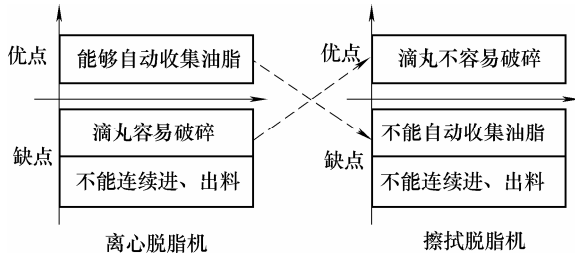 优点
能够自动收集油脂
缺点
滴丸容易破碎
不能连续进、出料
离心脱脂机
优点
滴丸不容易破碎
缺点
不能自动收集油脂
不能连续进、出料
擦拭脱脂机